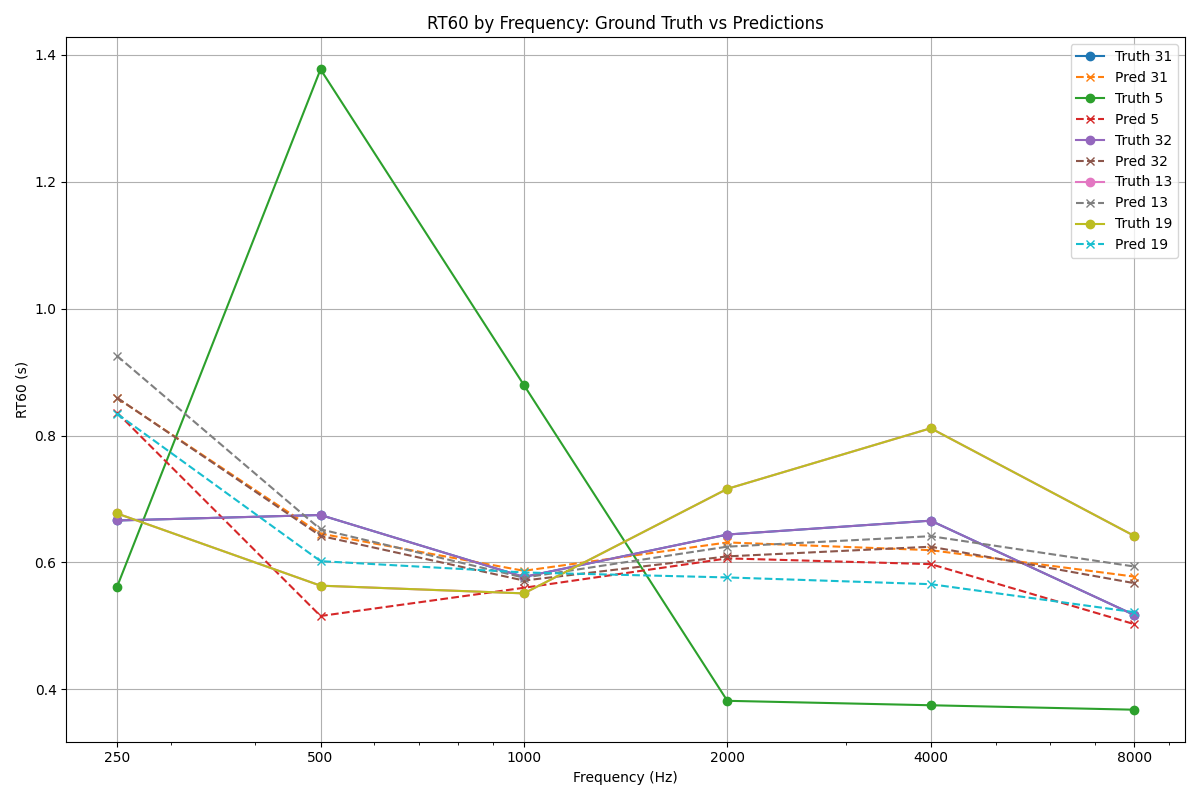 RT60 by Frequency: Ground Truth vs Predictions
Truth 31
Pred 31
Truth 5
Pred 5
Truth 32
Pred 32
Truth 13
Pred 13
Truth 19
Pred 19
RT60 (s)
1.4
1.2
1.0
0.8
0.6
0.4
250
500
1000
2000
4000
8000
Frequency (Hz)